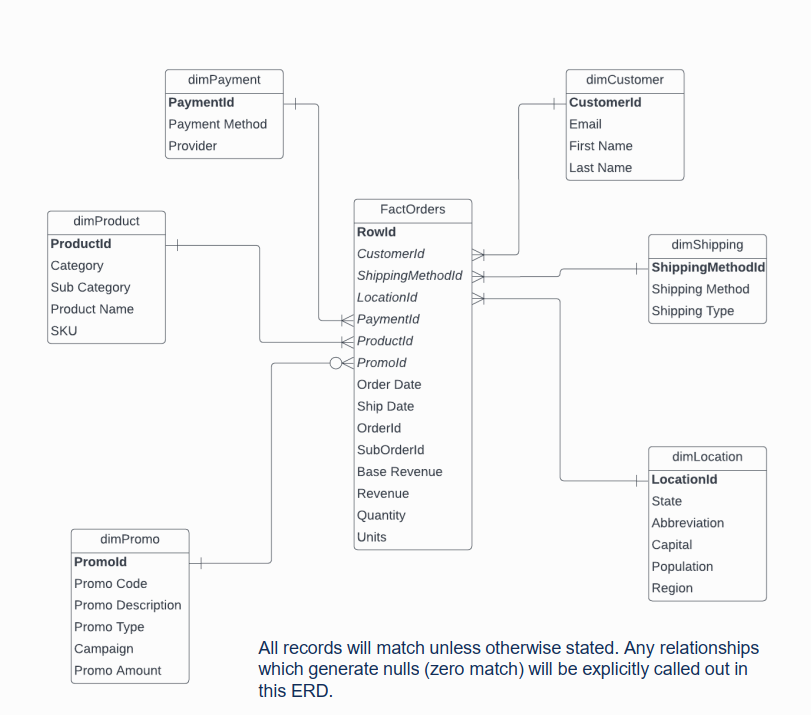 dimPayment
PaymentId
Payment Method
Provider
dimCustomer
CustomerId
Email
First Name
Last Name
dimProduct
ProductId
Category
Sub Category
Product Name
SKU
FactOrders
RowId
CustomerId
ShippingMethodId
LocationId
PaymentId
ProductId
PromoId
Order Date
Ship Date
OrderId
SubOrderId
Base Revenue
Revenue
Quantity
Units
dimShipping
ShippingMethodId
Shipping Method
Shipping Type
dimLocation
LocationId
State
Abbreviation
Capital
Population
Region
dimPromo
PromoId
Promo Code
Promo Description
Promo Type
Campaign
Promo Amount
All records will match unless otherwise stated. Any relationships
which generate nulls (zero match) will be explicitly called out in
this ERD.